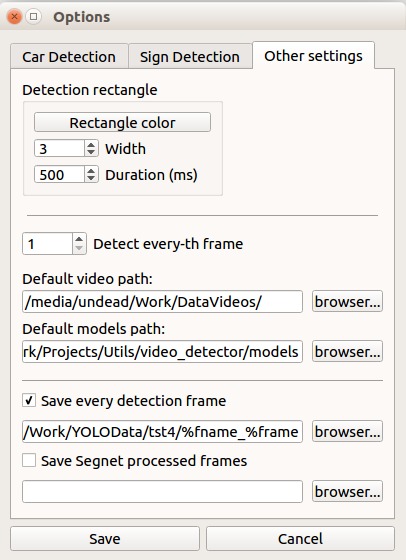 Options
Car Detection Sign Detection Other settings
Detection rectangle
Rectangle color
3 Width
500 Duration (ms)
1 Detect every-th frame
Default video path:
/media/undead/Work/DataVideos/ browser...
Default models path:
rk/Projects/Utils/video_detector/models browser...
Save every detection frame
/Work/YOLOData/tst4/%fname_%frame browser...
Save Segnet processed frames
browser...
Save Cancel